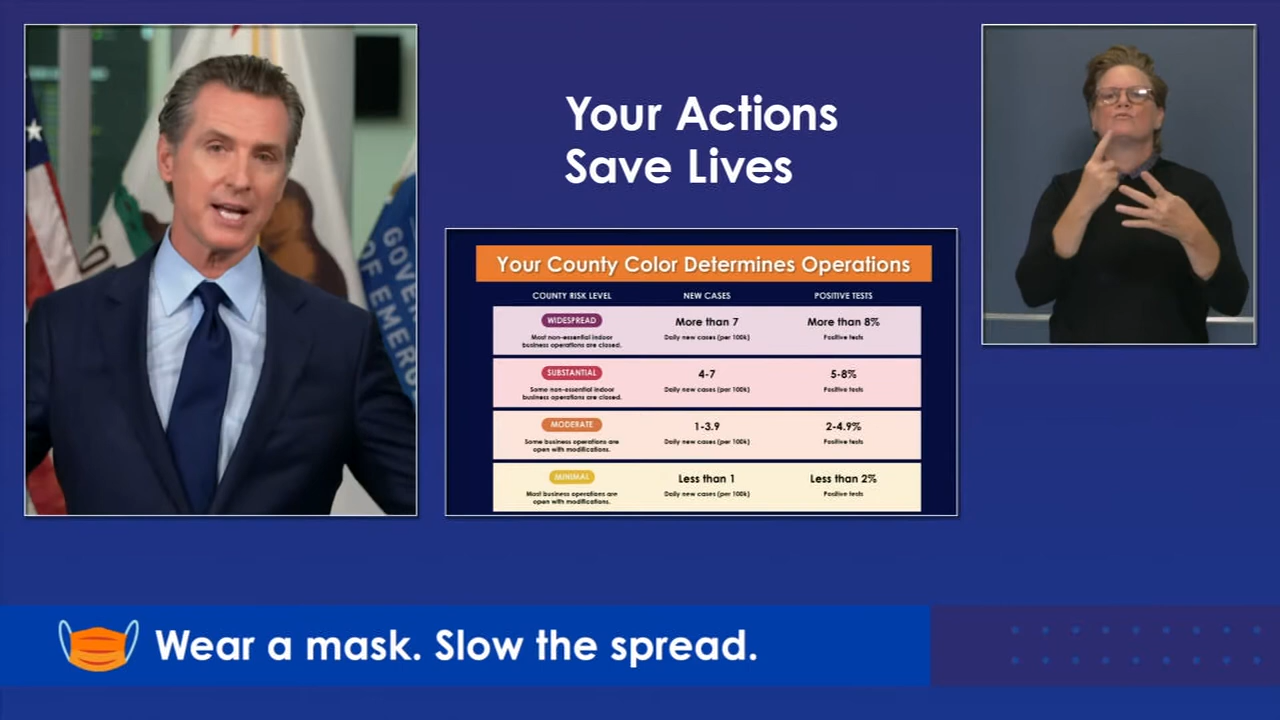 Your Actions
Save Lives
Your County Color Determines Operations
COUNTY RISK LEVEL NEW CASES POSITIVE TESTS
WIDESPREAD More than 7 More than 8%
Most non-essential indoor Daily new cases (per 100k) Positive tests
business operations are closed.
SUBSTANTIAL 4-7 5-8%
Some non-essential indoor Daily new cases (per 100k) Positive tests
business operations are closed.
MODERATE 1-3.9 2-4.9%
Some business operations are Daily new cases (per 100k) Positive tests
open with modifications.
MINIMAL Less than 1 Less than 2%
Most business operations are Daily new cases (per 100k) Positive tests
open with modifications.
OF EMERG
Wear a mask. Slow the spread.